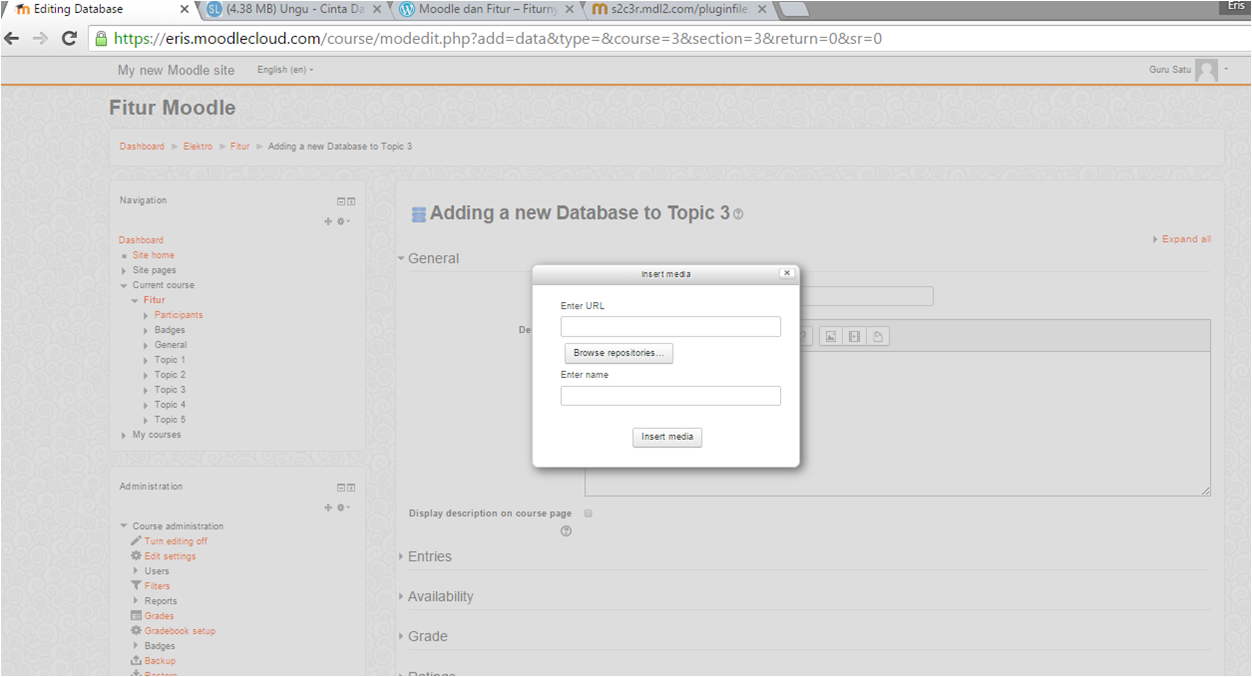 Editing Database
(4.38 MB) Ungu - Cinta Da
Moodle dan Fitur – Fiturny
s2c3r.mdl2.com/pluginfile
Eris
https://eris.moodlecloud.com/course/modedit.php?add=data&type=&course=3&section=3&return=0&sr=0
My new Moodle site English (en)
Guru Satu
Fitur Moodle
Dashboard Elektro Fitur Adding a new Database to Topic 3
Navigation
Dashboard
Site home
Site pages
Current course
Fitur
Participants
Badges
General
Topic 1
Topic 2
Topic 3
Topic 4
Topic 5
My courses
Administration
Course administration
Turn editing off
Edit settings
Users
Filters
Reports
Grades
Gradebook setup
Badges
Backup
Restore
Adding a new Database to Topic 3
Expand all
General
De
Insert media
Enter URL
Browse repositories...
Enter name
Insert media
Display description on course page
Entries
Availability
Grade
Ratings